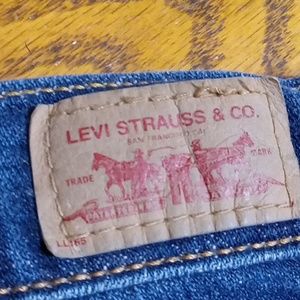 LEVI STRAUSS & CO.
SAN FRANCISCO CAL.
TRADE MARK